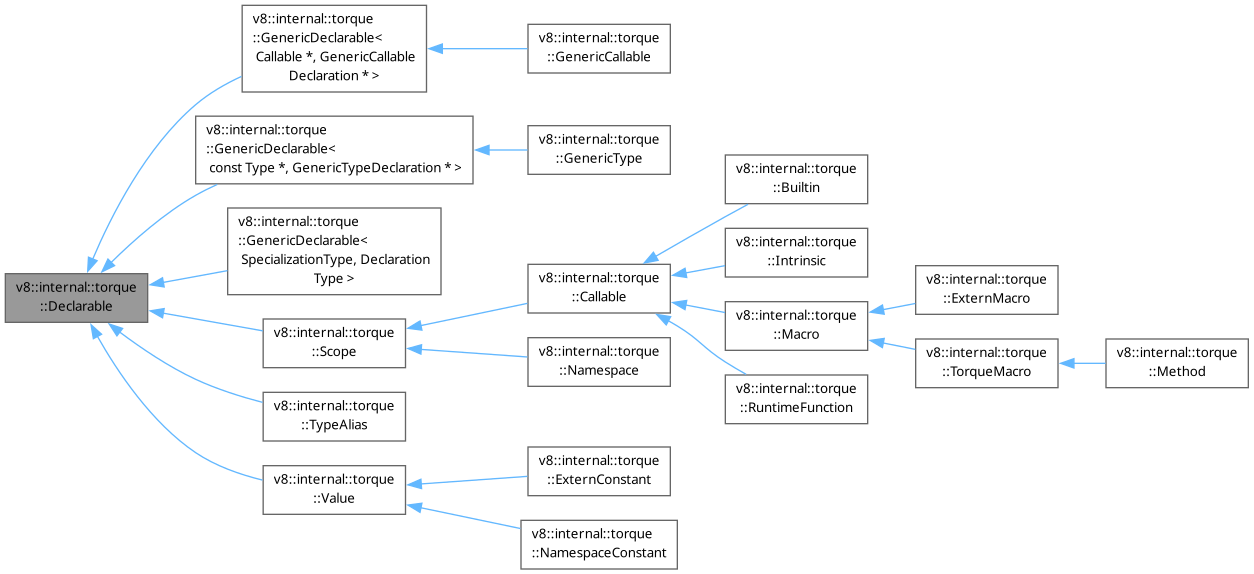 v8::internal::torque
::GenericDeclarable<
Callable *, GenericCallable
Declaration * >
v8::internal::torque
::GenericCallable
v8::internal::torque
::GenericDeclarable<
const Type *, GenericTypeDeclaration * >
v8::internal::torque
::GenericType
v8::internal::torque
::GenericDeclarable<
SpecializationType, Declaration
Type >
v8::internal::torque
::Declarable
v8::internal::torque
::Scope
v8::internal::torque
::Callable
v8::internal::torque
::Builtin
v8::internal::torque
::Intrinsic
v8::internal::torque
::Macro
v8::internal::torque
::ExternMacro
v8::internal::torque
::TorqueMacro
v8::internal::torque
::Method
v8::internal::torque
::RuntimeFunction
v8::internal::torque
::Namespace
v8::internal::torque
::TypeAlias
v8::internal::torque
::Value
v8::internal::torque
::ExternConstant
v8::internal::torque
::NamespaceConstant